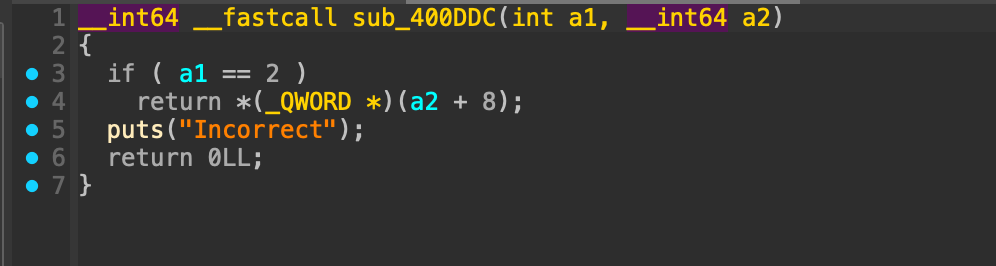 1 __int64 __fastcall sub_400DDC(int a1, __int64 a2)
2 {
3   if ( a1 == 2 )
4     return *(_QWORD *)(a2 + 8);
5   puts("Incorrect");
6   return 0LL;
7 }